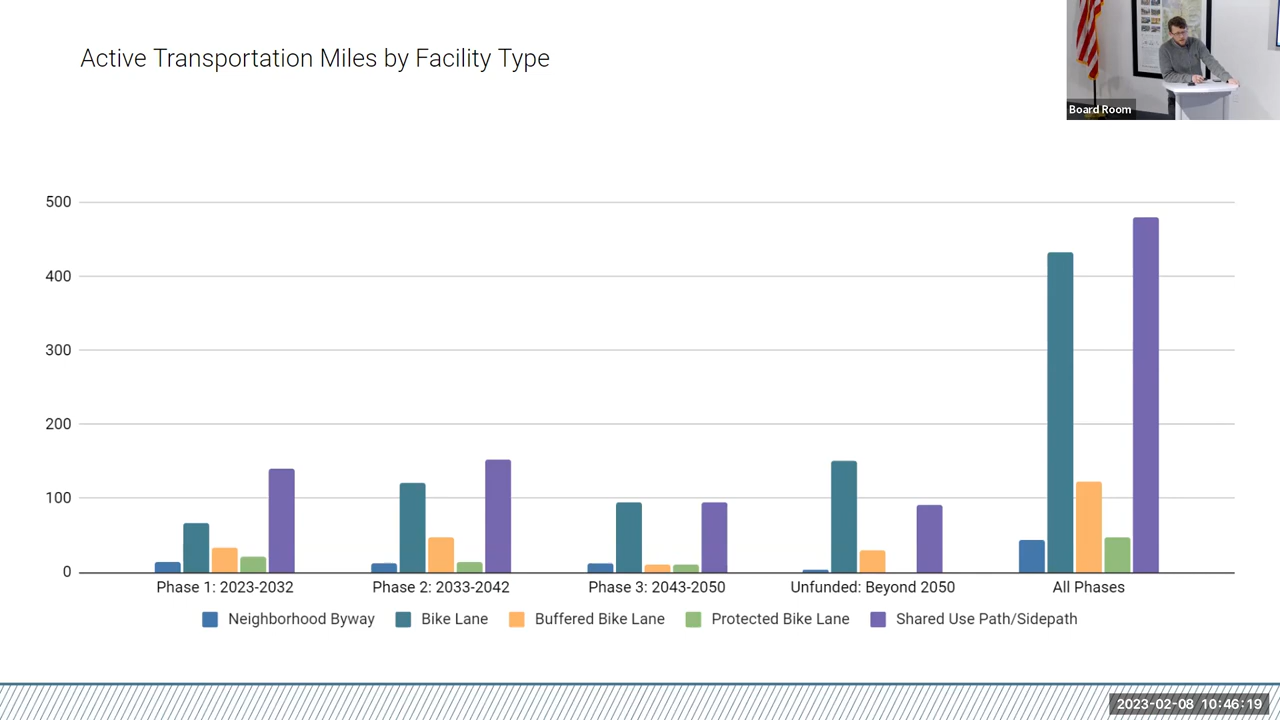 Active Transportation Miles by Facility Type
Board Room
500
400
300
200
100
0
Phase 1: 2023-2032 Phase 2: 2033-2042 Phase 3: 2043-2050 Unfunded: Beyond 2050 All Phases
Neighborhood Byway Bike Lane Buffered Bike Lane Protected Bike Lane Shared Use Path/Sidepath
2023-02-08 10:46:19